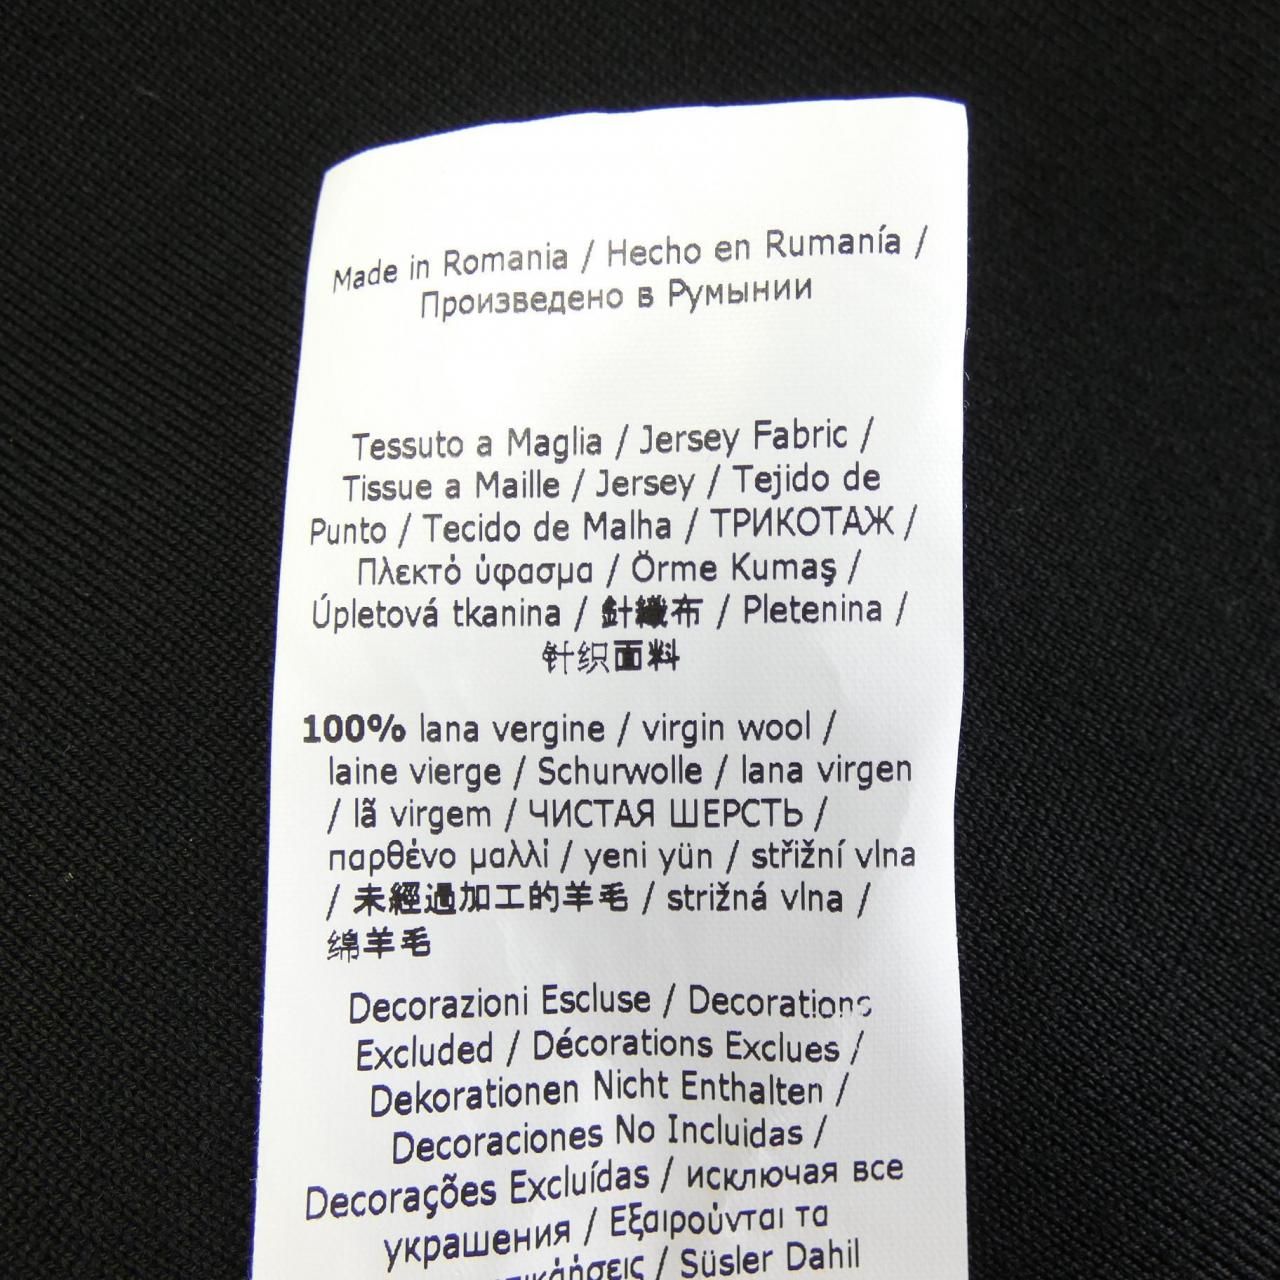 Made in Romania / Hecho en Rumanía /
Произведено в Румынии
Tessuto a Maglia / Jersey Fabric /
Tissue a Maille / Jersey / Tejido de
Punto / Tecido de Malha / ТРИКОТАЖ /
Πλεκτό ύφασμα / Örme Kumaş /
Úpletová tkanina / 針織布 / Pletenina /
针织面料
100% lana vergine / virgin wool /
laine vierge / Schurwolle / lana virgen
/ lã virgem / ЧИСТАЯ ШЕРСТЬ /
παρθένο μαλλί / yeni yün / střižní vlna
/ 未經過加工的羊毛 / strižná vlna /
绵羊毛
Decorazioni Escluse / Decorations
Excluded / Décorations Exclues /
Dekorationen Nicht Enthalten /
Decoraciones No Incluidas /
Decorações Excluídas / исключая все
украшения / Εξαιρούνται τα
/ Süsler Dahil